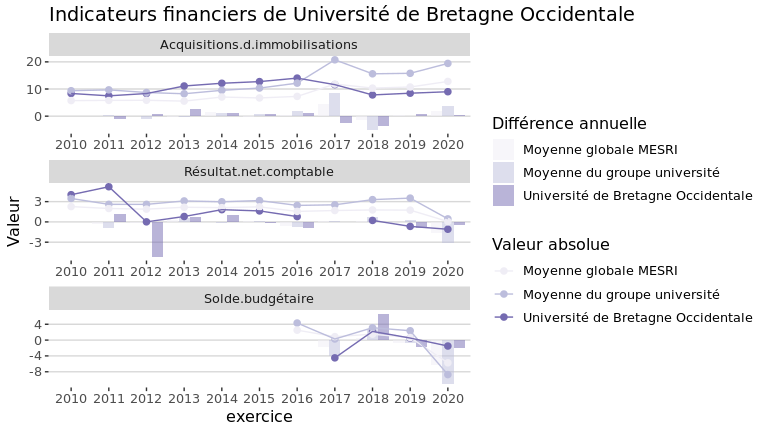 Indicateurs financiers de Université de Bretagne Occidentale
Acquisitions.d.immobilisations
20
10
0
2010 2011 2012 2013 2014 2015 2016 2017 2018 2019 2020
Résultat.net.comptable
3
0
-3
2010 2011 2012 2013 2014 2015 2016 2017 2018 2019 2020
Solde.budgétaire
4
0
-4
-8
2010 2011 2012 2013 2014 2015 2016 2017 2018 2019 2020
exercice
Valeur
Différence annuelle
Moyenne globale MESRI
Moyenne du groupe université
Université de Bretagne Occidentale
Valeur absolue
Moyenne globale MESRI
Moyenne du groupe université
Université de Bretagne Occidentale